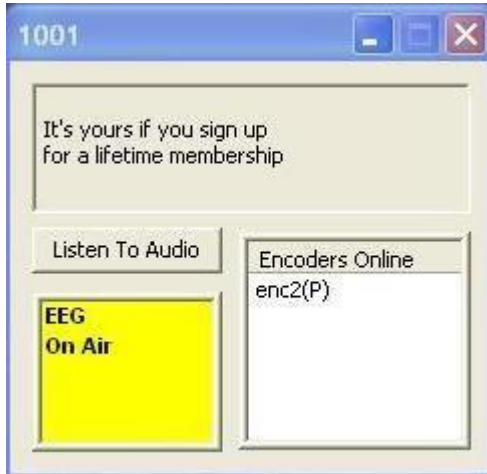 1001
It's yours if you sign up
for a lifetime membership
Listen To Audio
Encoders Online
enc2(P)
EEG
On Air